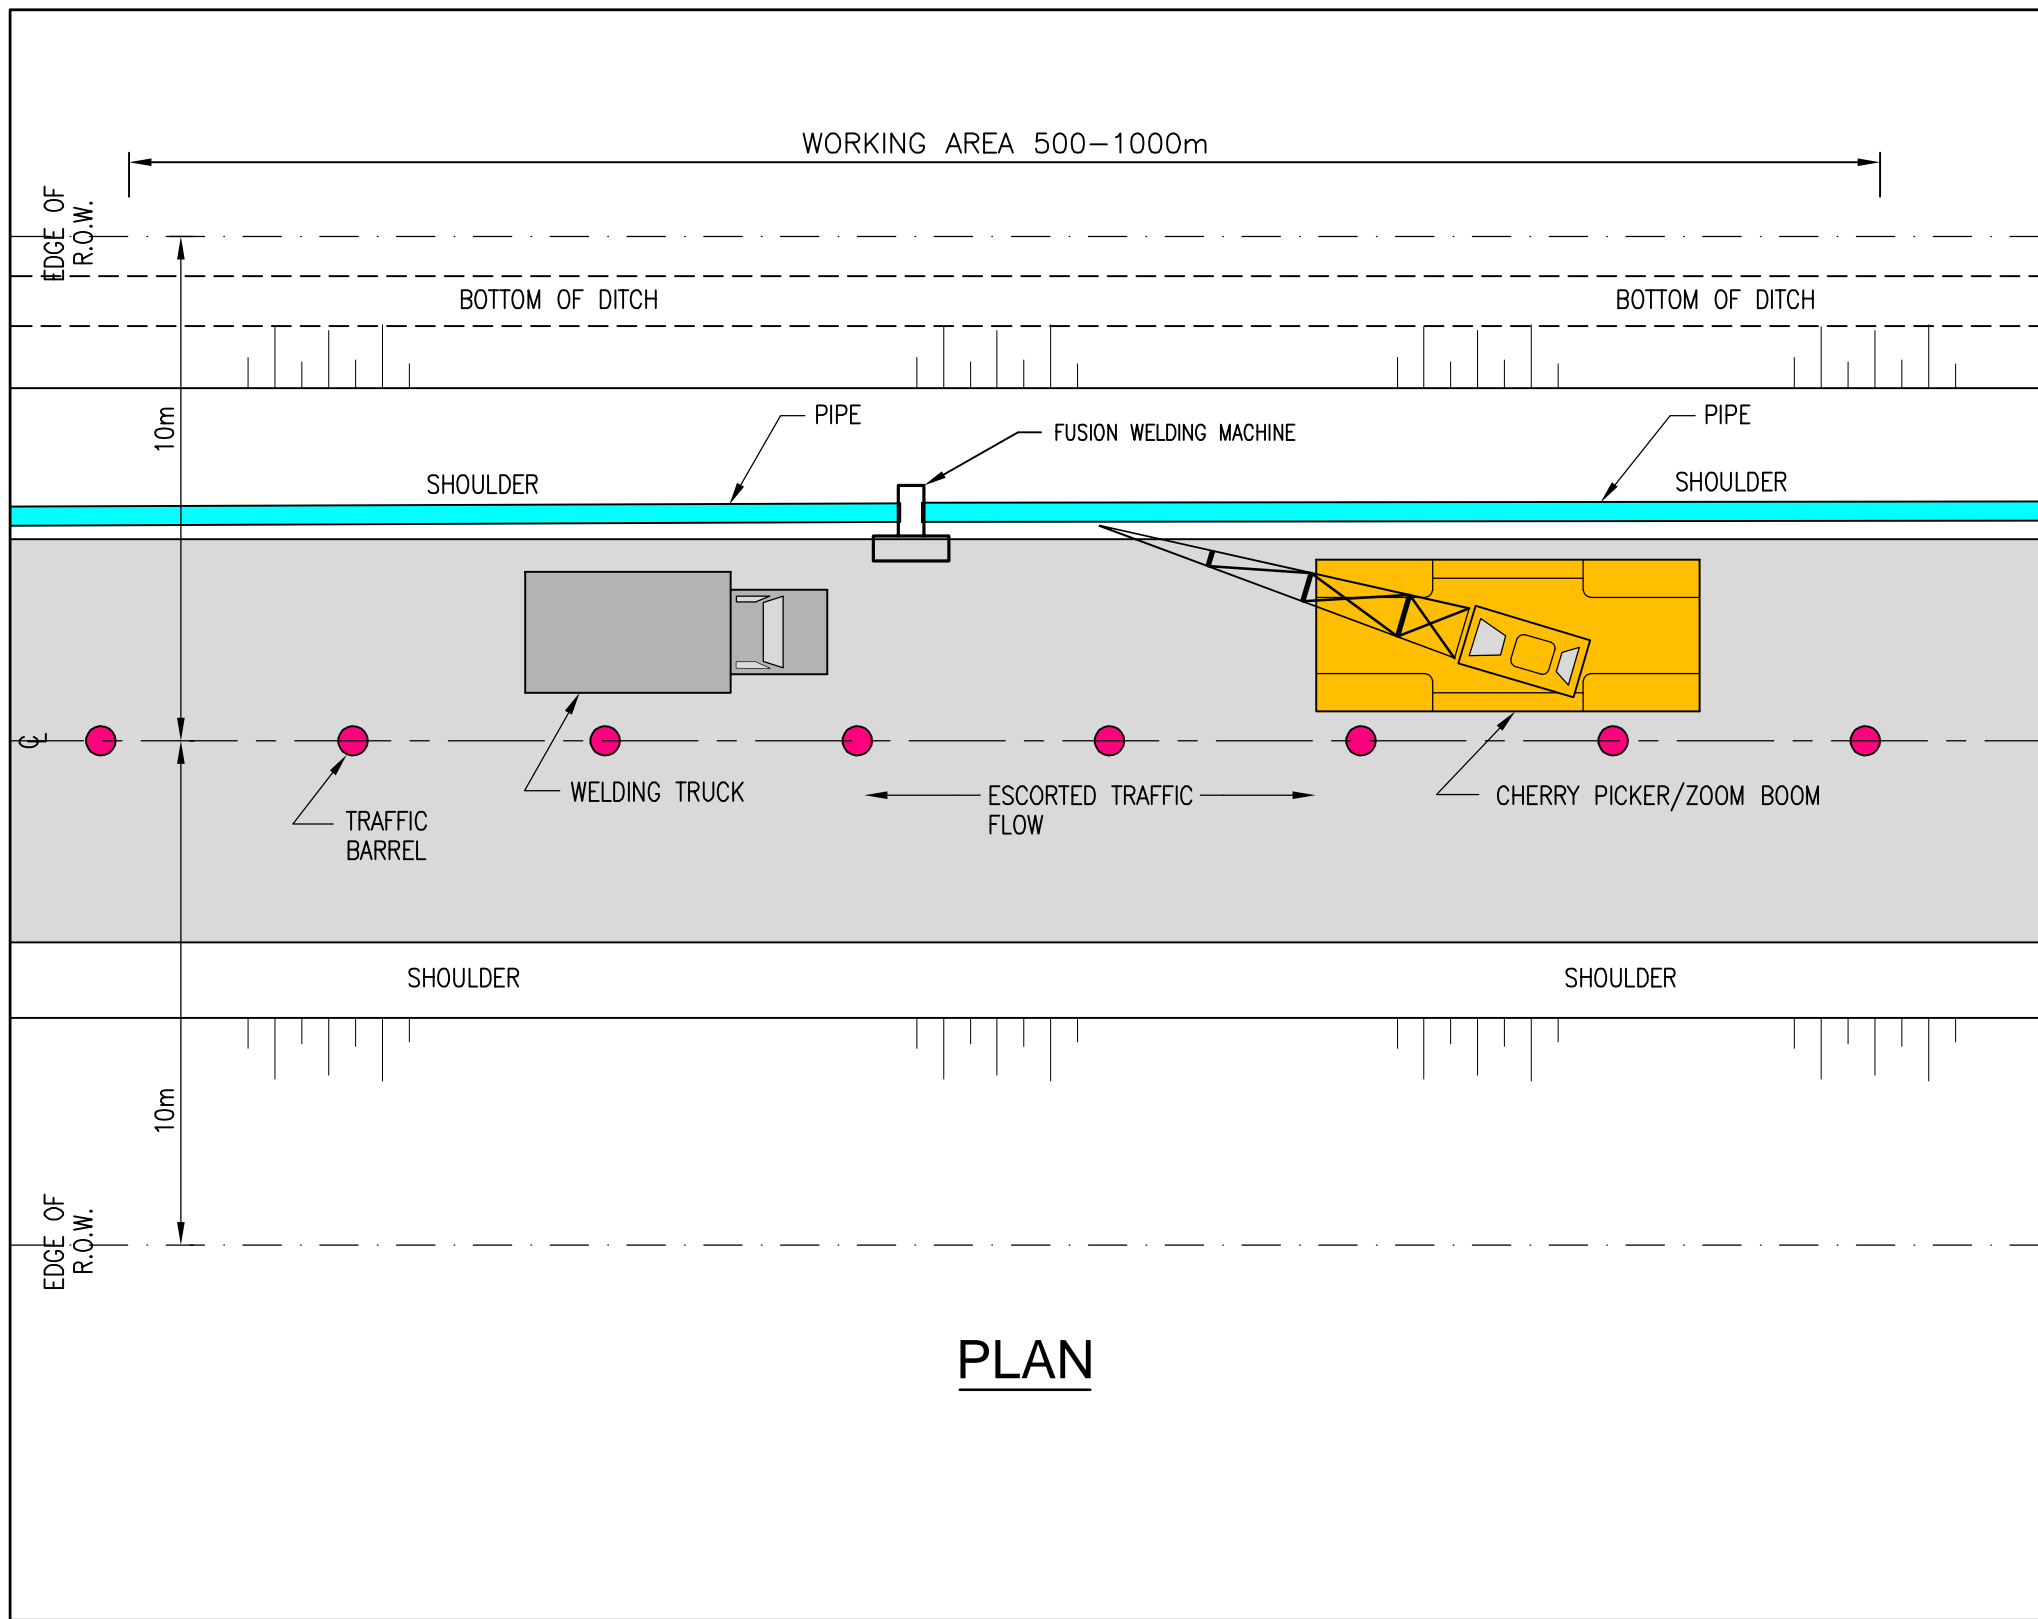 WORKING AREA 500-1000m
EDGE OF
R.O.W.
BOTTOM OF DITCH
BOTTOM OF DITCH
10m
PIPE
FUSION WELDING MACHINE
PIPE
SHOULDER
SHOULDER
CL
WELDING TRUCK
ESCORTED TRAFFIC
FLOW
CHERRY PICKER/ZOOM BOOM
TRAFFIC
BARREL
SHOULDER
SHOULDER
10m
EDGE OF
R.O.W.
PLAN